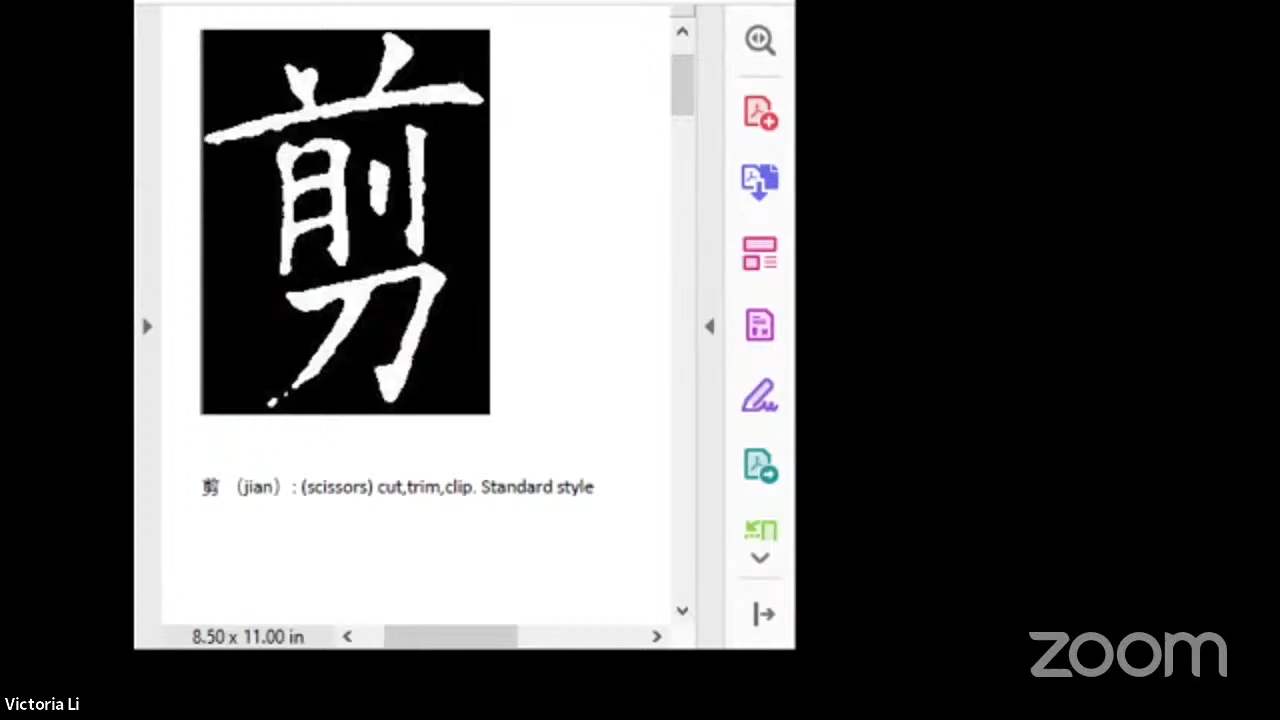 剪
剪 （jian）: (scissors) cut,trim,clip. Standard style
8.50 x 11.00 in
zoom
Victoria Li